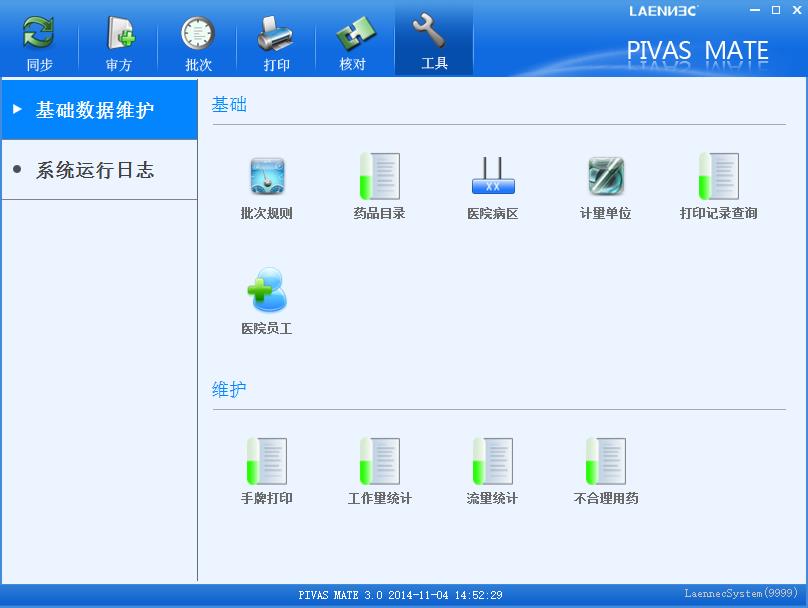 LAENNEC
PIVAS MATE
同步
审方
批次
打印
核对
工具
基础数据维护
系统运行日志
基础
批次规则
药品目录
XX
医院病区
计量单位
打印记录查询
医院员工
维护
手牌打印
工作量统计
流量统计
不合理用药
PIVAS MATE 3.0 2014-11-04 14:52:29
LaennecSystem(9999)